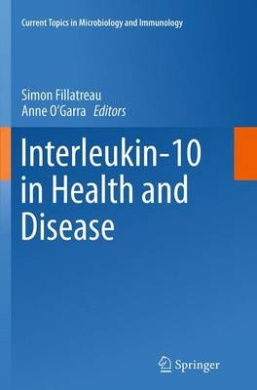 Current Topics in Microbiology and Immunology
Simon Fillatreau
Anne O'Garra Editors
Interleukin-10
in Health and
Disease
Springer